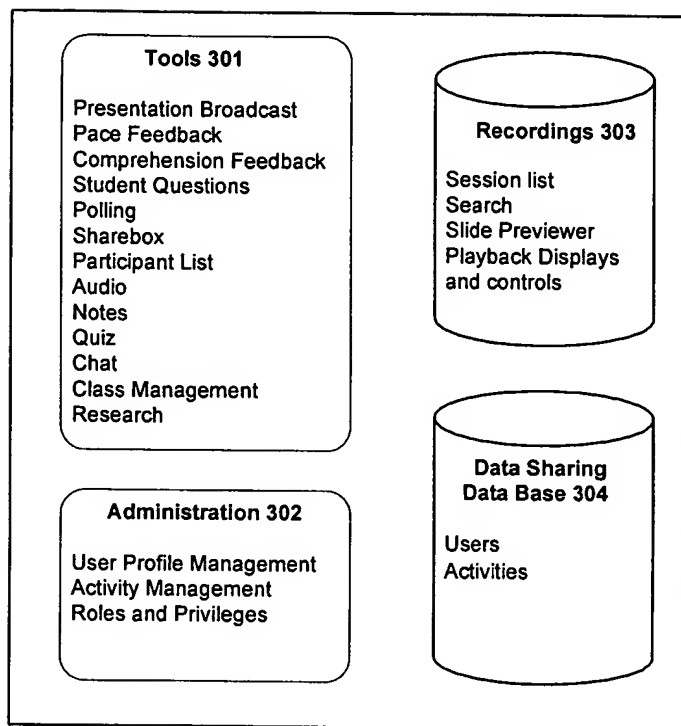 Tools 301
Presentation Broadcast
Pace Feedback
Comprehension Feedback
Student Questions
Polling
Sharebox
Participant List
Audio
Notes
Quiz
Chat
Class Management
Research
Administration 302
User Profile Management
Activity Management
Roles and Privileges
Recordings 303
Session list
Search
Slide Previewer
Playback Displays
and controls
Data Sharing
Data Base 304
Users
Activities